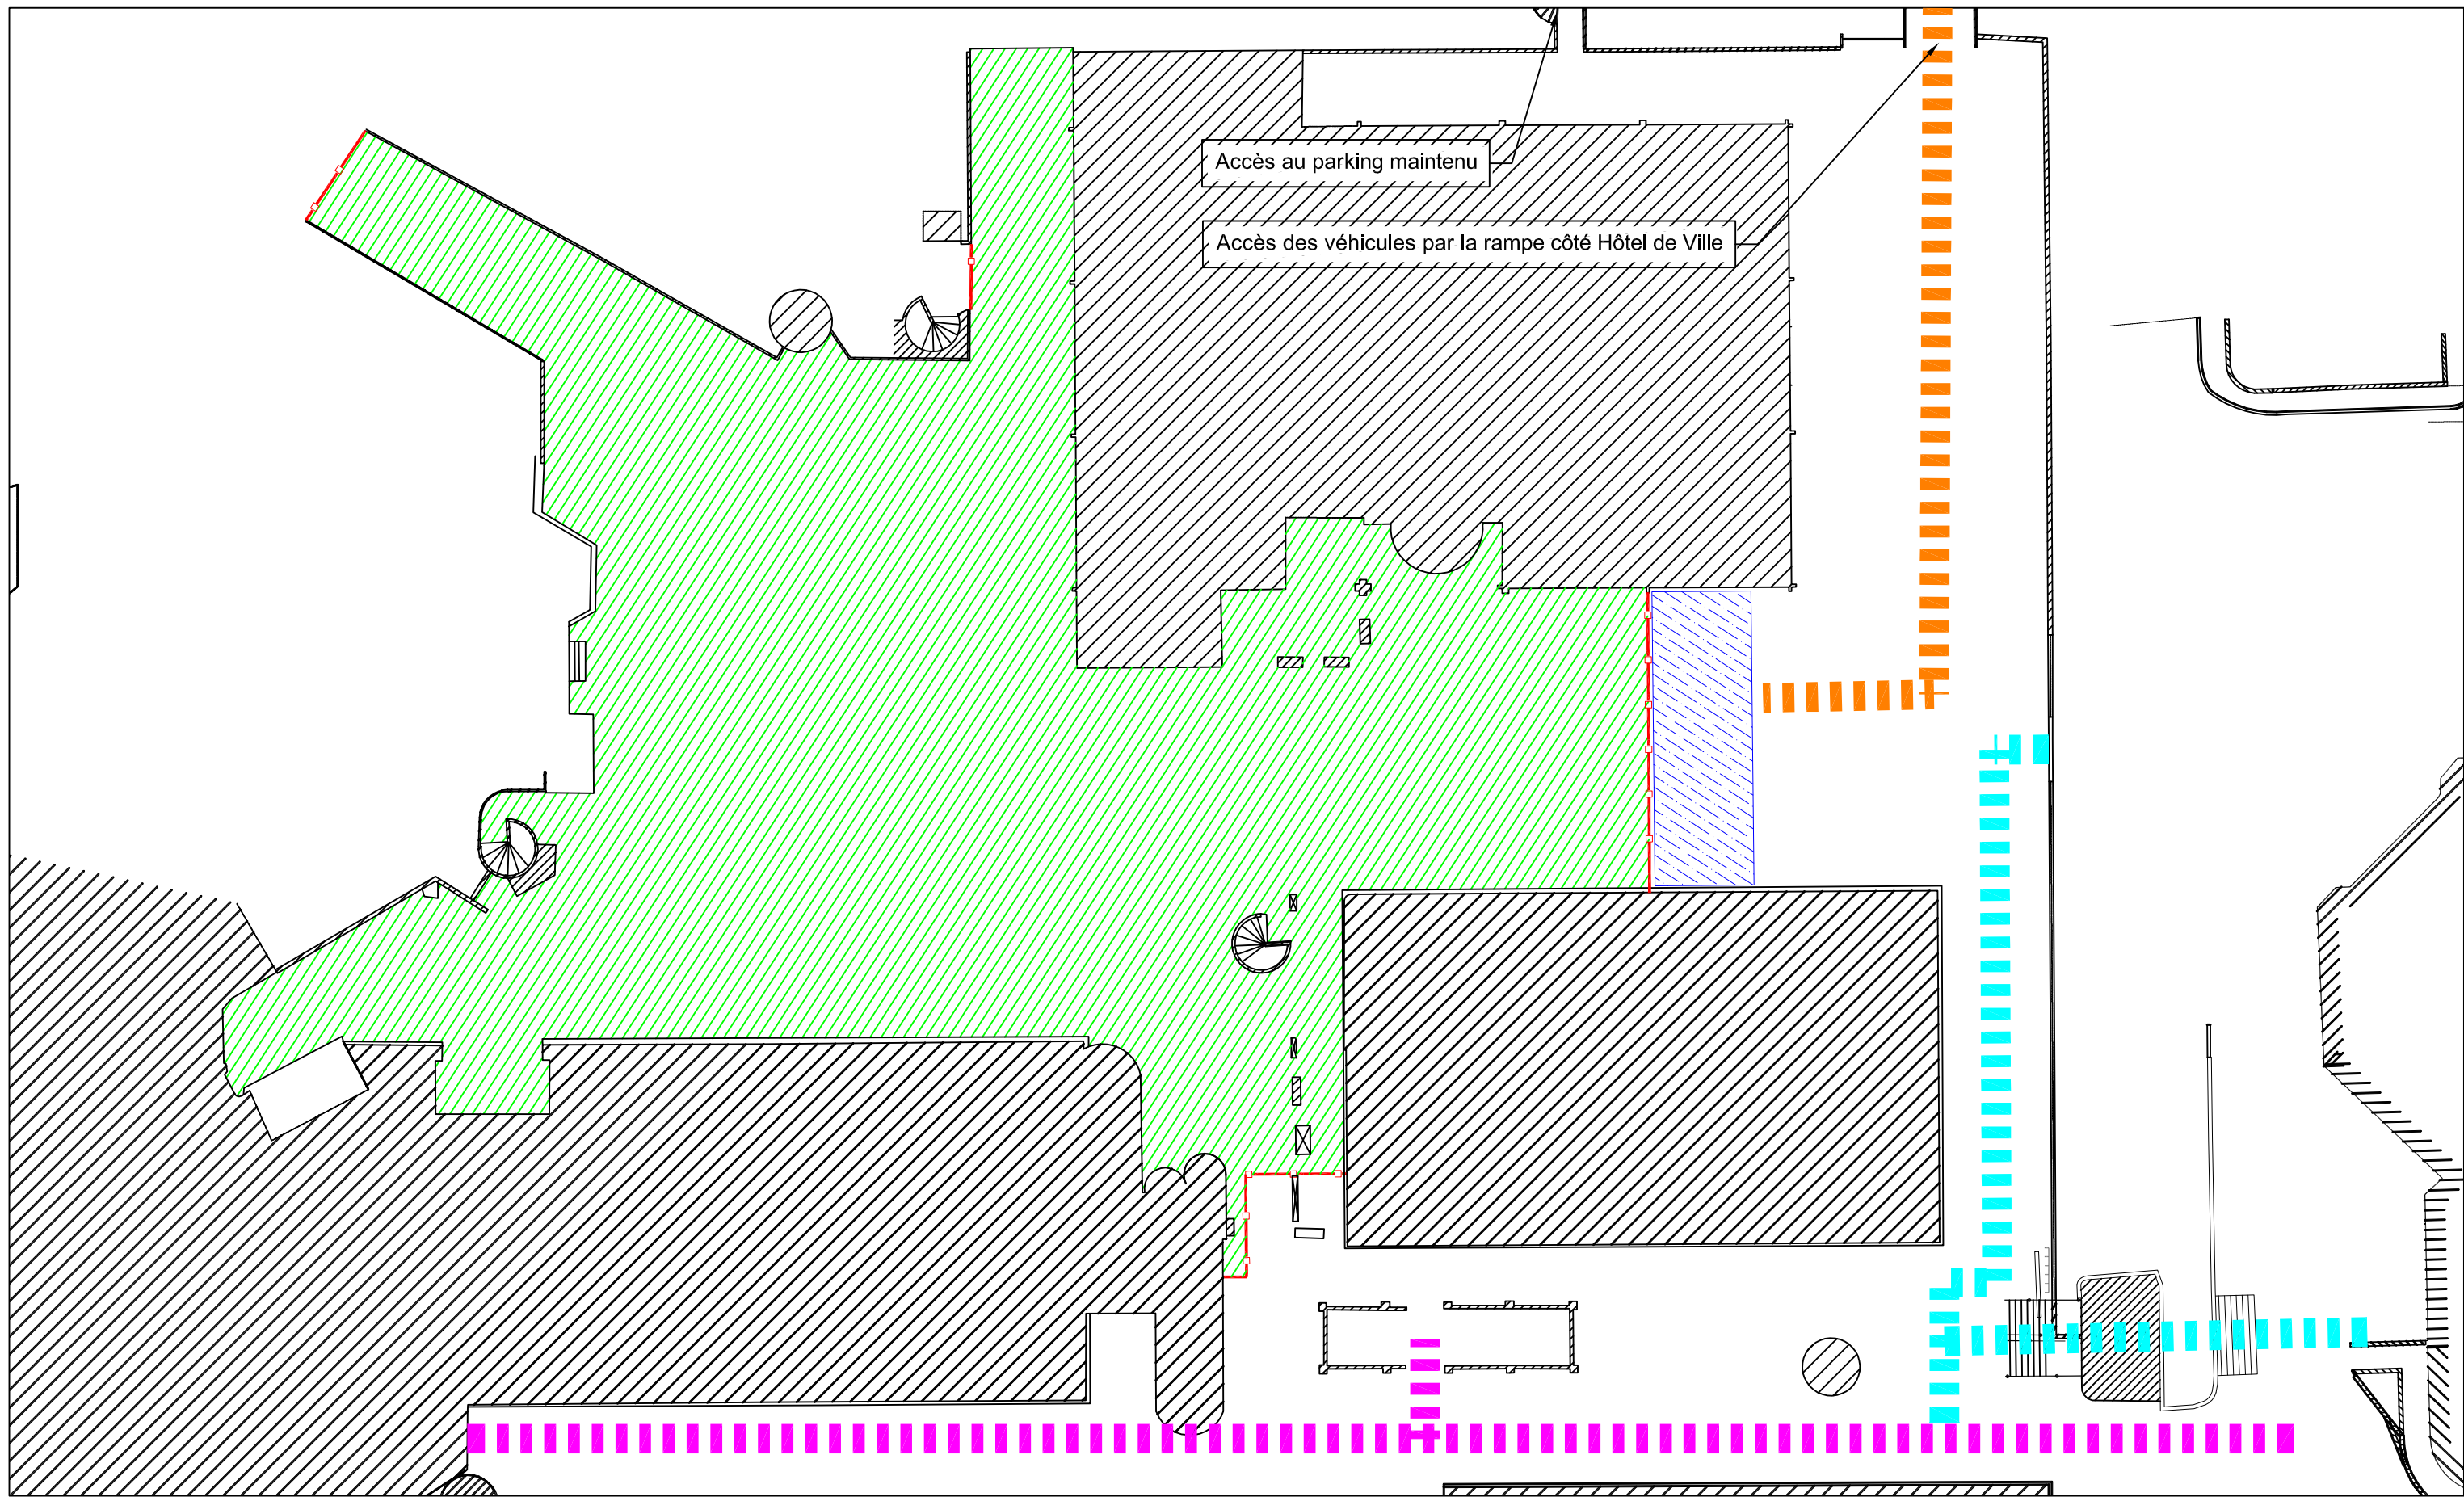 Accès au parking maintenu
Accès des véhicules par la rampe côté Hôtel de Ville